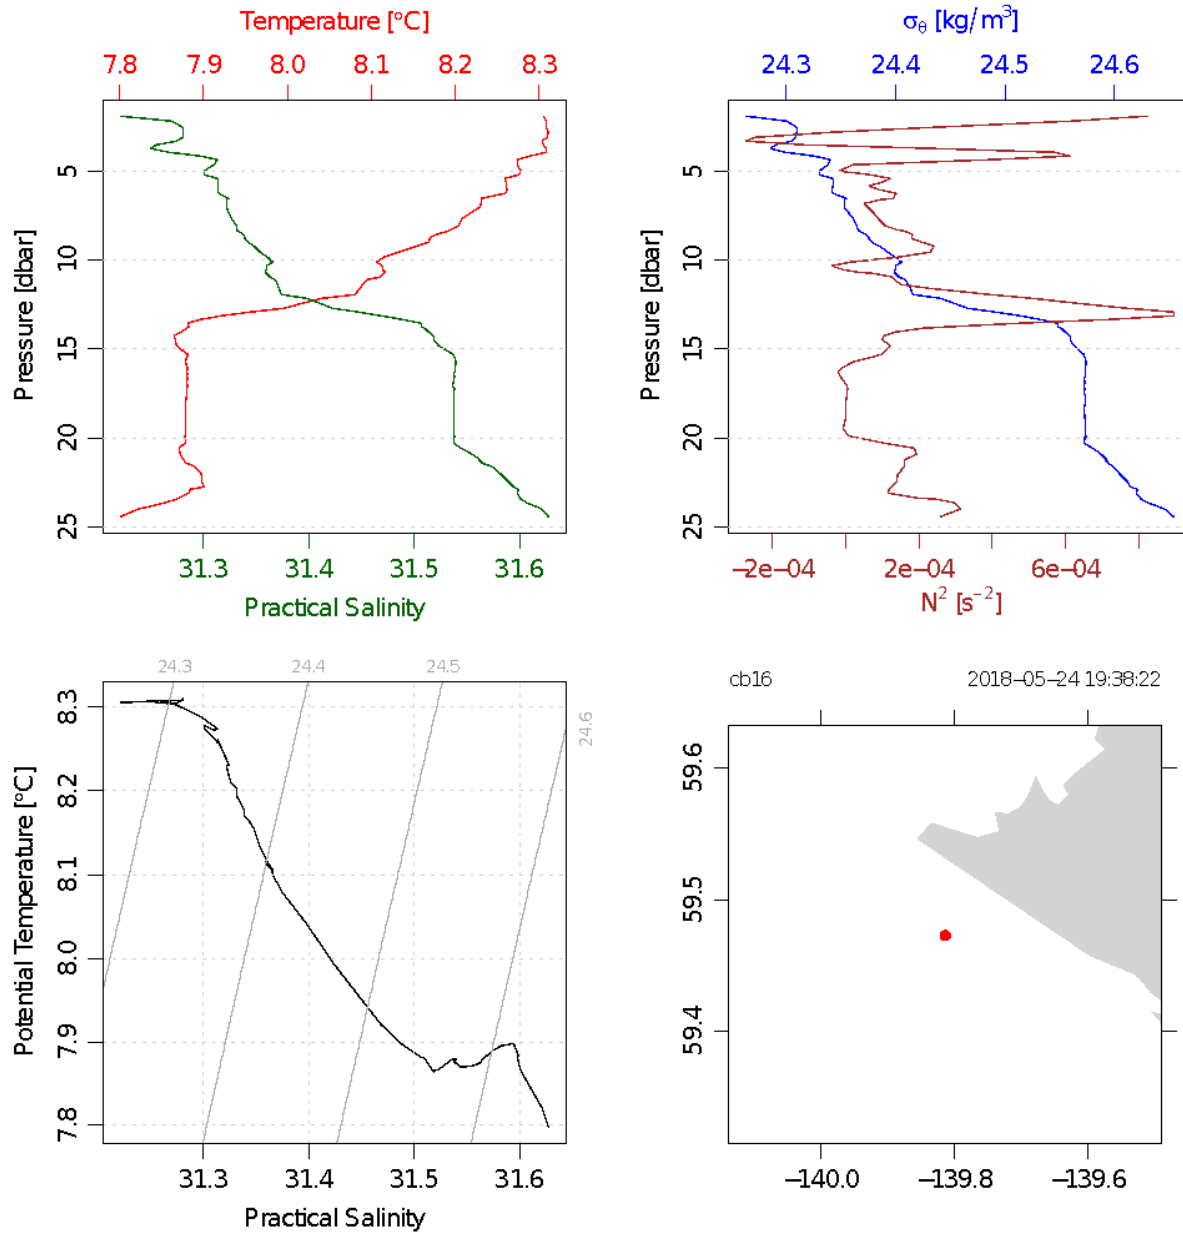 Temperature [°C]
7.8 7.9 8.0 8.1 8.2 8.3
Pressure [dbar]
5
10
15
20
25
31.3 31.4 31.5 31.6
Practical Salinity
σθ [kg/m³]
24.3 24.4 24.5 24.6
Pressure [dbar]
5
10
15
20
25
−2e−04 2e−04 6e−04
N² [s⁻²]
24.3 24.4 24.5
24.6
Potential Temperature [°C]
8.3
8.2
8.1
8.0
7.9
7.8
31.3 31.4 31.5 31.6
Practical Salinity
cb16 2018−05−24 19:38:22
59.6
59.5
59.4
−140.0 −139.8 −139.6